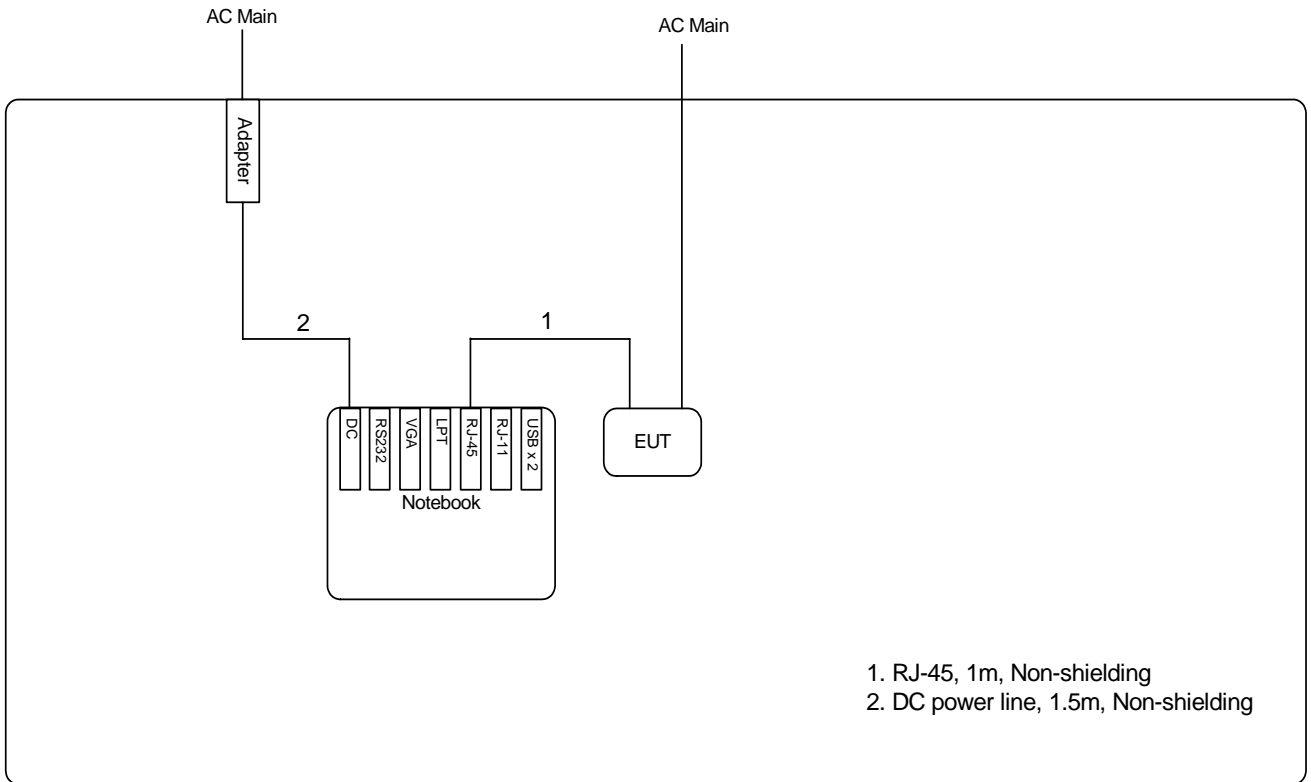 AC Main
AC Main
Adapter
2
1
DC
RS232
VGA
LPT
RJ-45
RJ-11
USB x 2
Notebook
EUT
1. RJ-45, 1m, Non-shielding
2. DC power line, 1.5m, Non-shielding